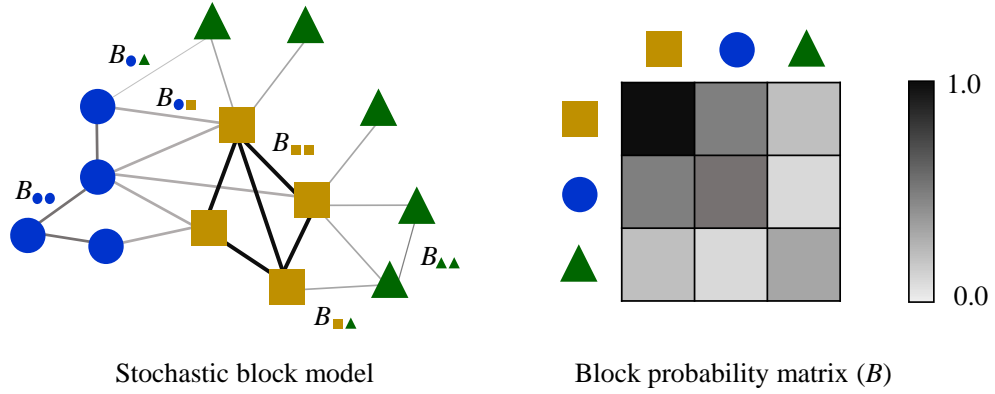 B●▲
B●■
B■■
B●●
B▲▲
B■▲
1.0
0.0
Stochastic block model
Block probability matrix (B)